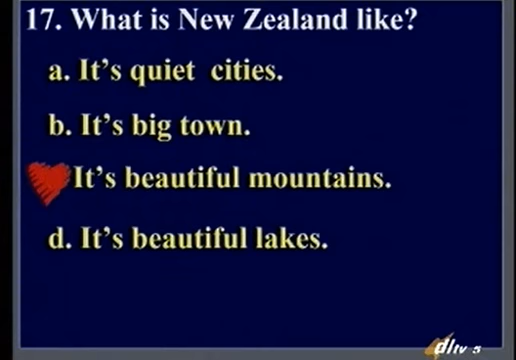 17. What is New Zealand like?
a. It's quiet cities.
b. It's big town.
It's beautiful mountains.
d. It's beautiful lakes.
dltv 5